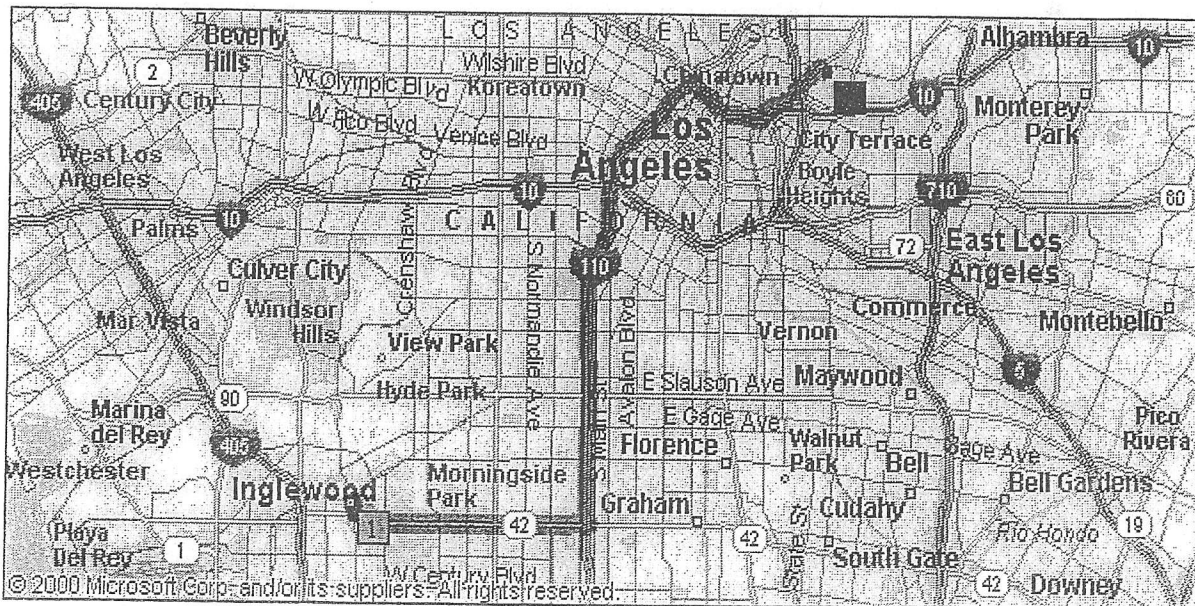 LOS ANGELES
Beverly
Hills
Wilshire Blvd
Chinatown
Alhambra
10
2
W Olympic Blvd
Koreatown
405
Century City
10
Monterey
Park
W Pico Blvd
Venice Blvd
Los
Angeles
City Terrace
West Los
Angeles
Crenshaw Blvd
Boyle
Heights
10
710
60
Palms
10
CALIFORNIA
72
East Los
Angeles
110
Culver City
S Normandie Ave
Windsor
Hills
Avalon Blvd
Commerce
Montebello
Mar Vista
View Park
Vernon
5
Hyde Park
E Slauson Ave
Maywood
90
S Main St
E Gage Ave
Marina
del Rey
Pico
Rivera
405
Florence
Walnut
Park
Bell
Gage Ave
Westchester
Morningside
Park
Inglewood
Bell Gardens
Graham
Cudahy
1
42
State St
42
19
Rio Hondo
Playa
Del Rey
1
South Gate
W Century Blvd
42
Downey
© 2000 Microsoft Corp and/or its suppliers. All rights reserved.